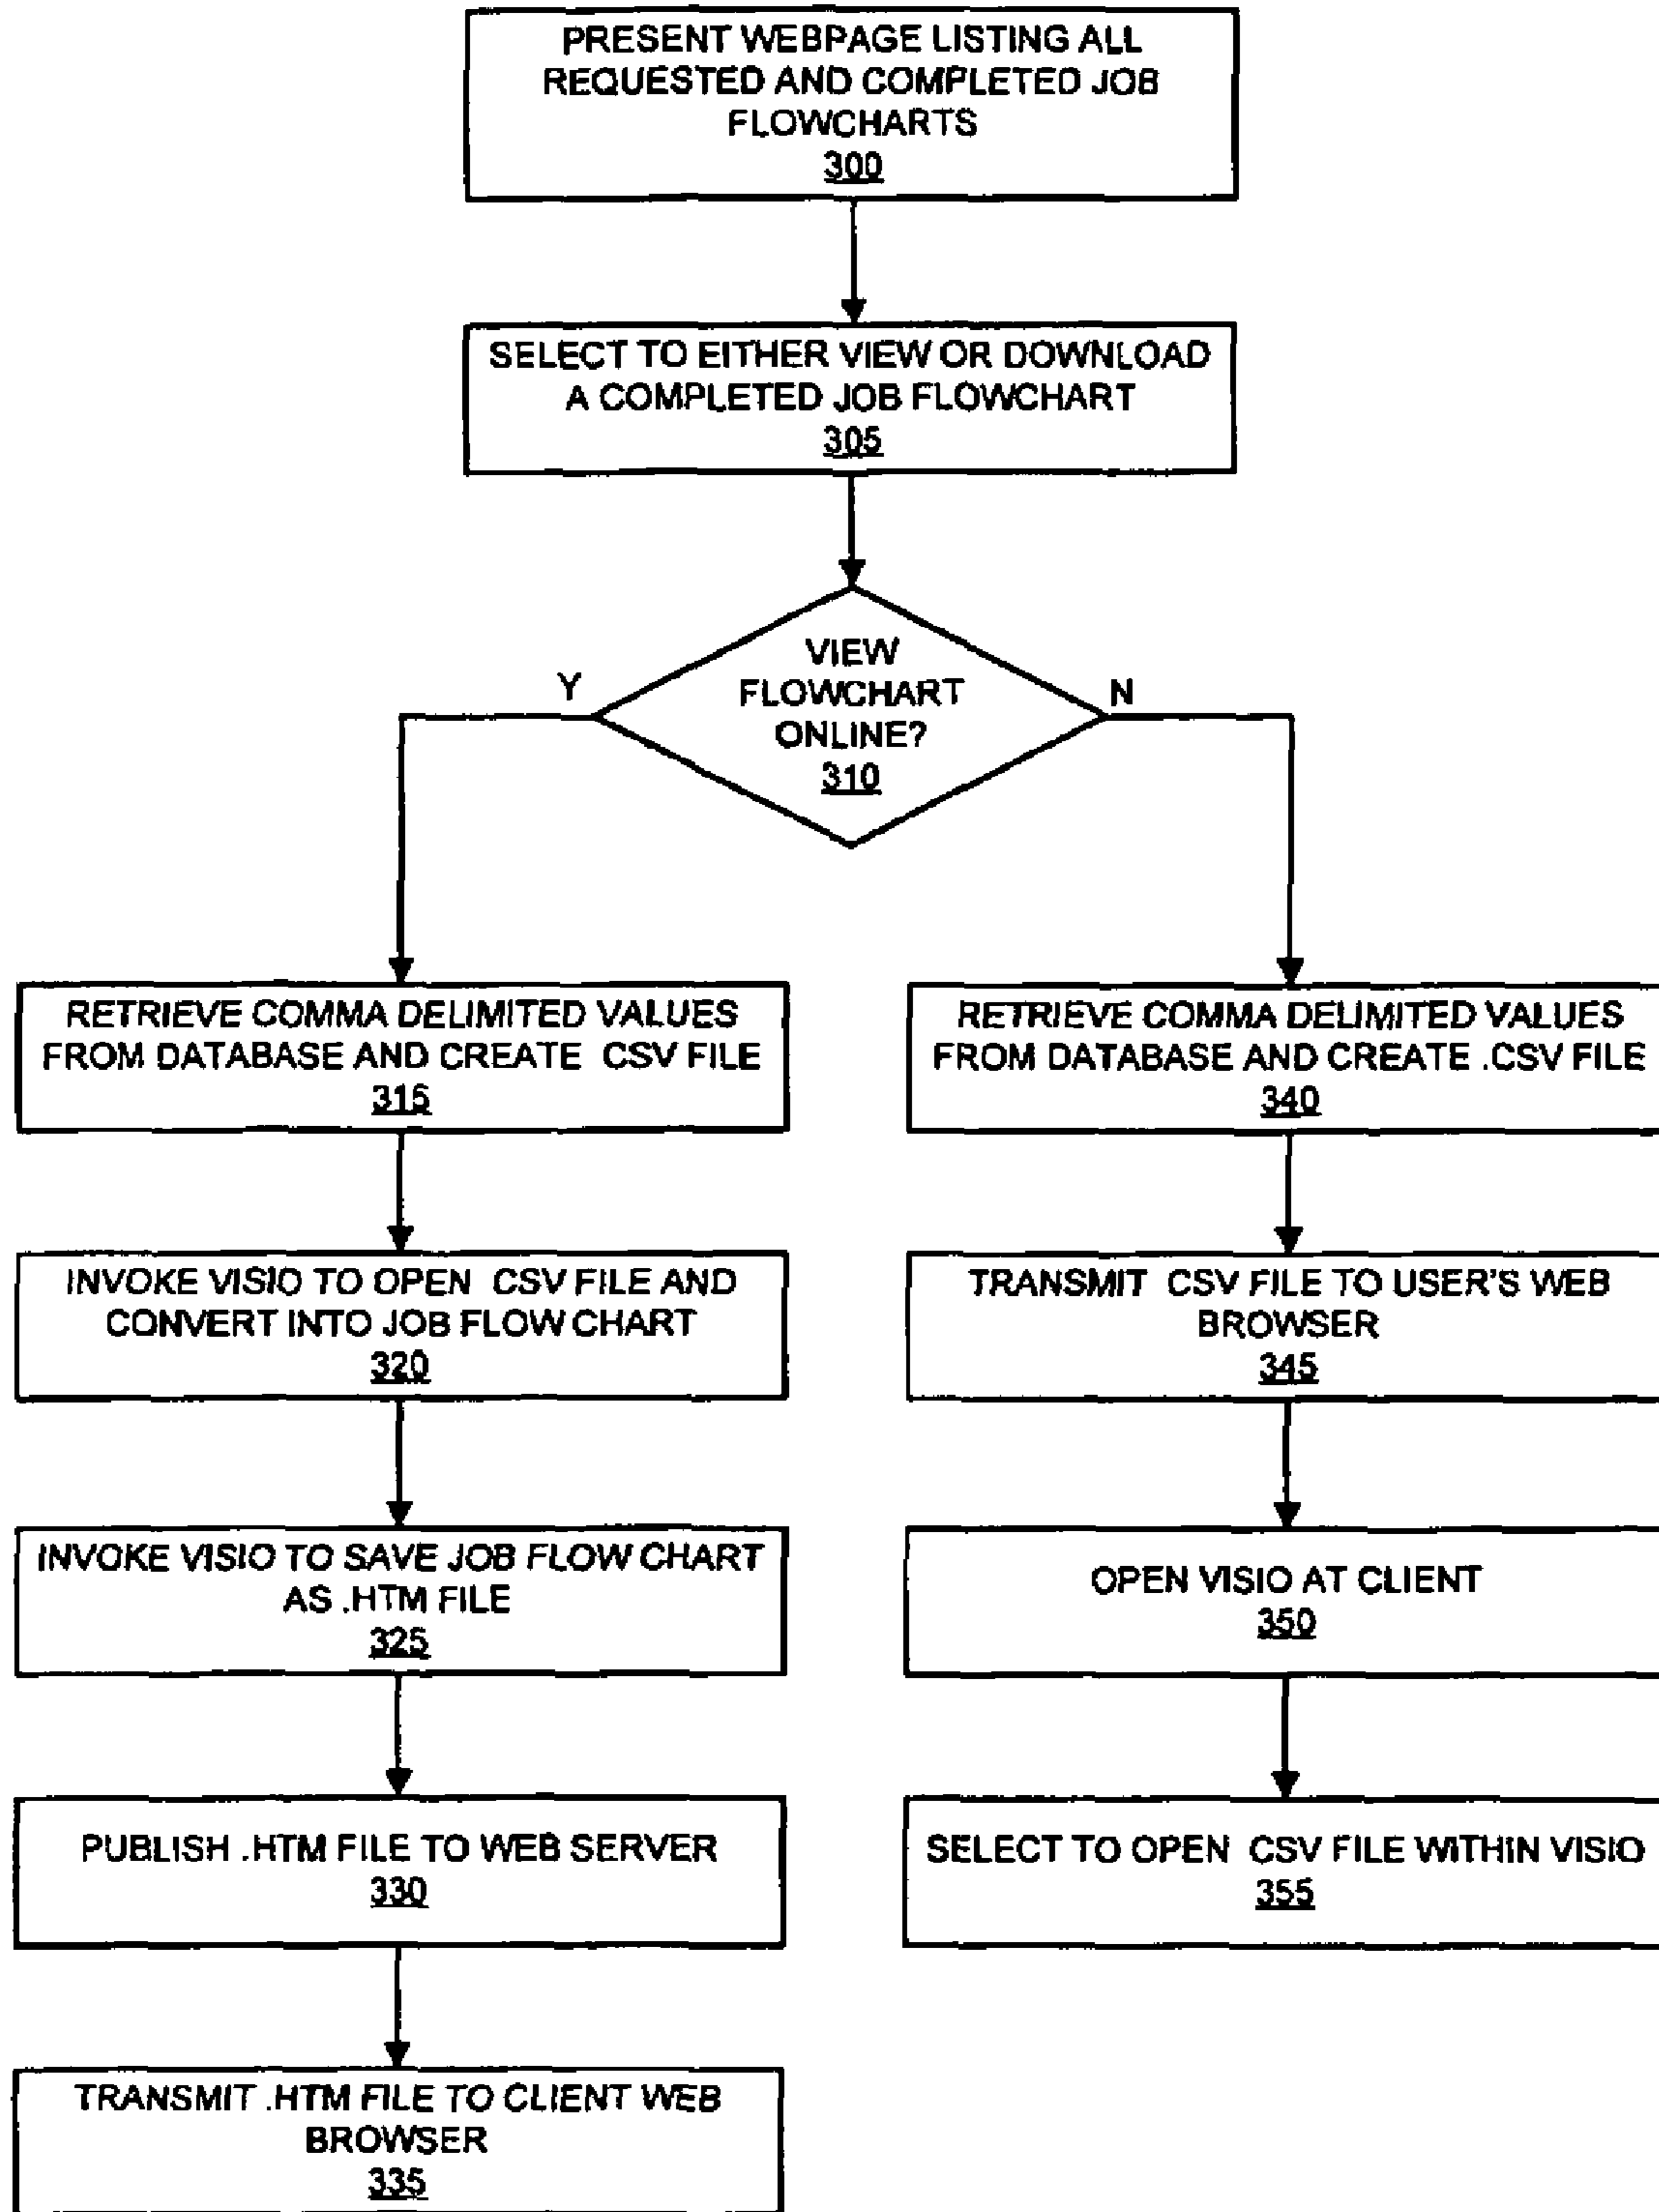 PRESENT WEBPAGE LISTING ALL
REQUESTED AND COMPLETED JOB
FLOWCHARTS
300
SELECT TO EITHER VIEW OR DOWNLOAD
A COMPLETED JOB FLOWCHART
305
VIEW
FLOWCHART
ONLINE?
310
Y
N
RETRIEVE COMMA DELIMITED VALUES
FROM DATABASE AND CREATE CSV FILE
315
INVOKE VISIO TO OPEN CSV FILE AND
CONVERT INTO JOB FLOW CHART
320
INVOKE VISIO TO SAVE JOB FLOW CHART
AS .HTM FILE
325
PUBLISH .HTM FILE TO WEB SERVER
330
TRANSMIT .HTM FILE TO CLIENT WEB
BROWSER
335
RETRIEVE COMMA DELIMITED VALUES
FROM DATABASE AND CREATE .CSV FILE
340
TRANSMIT CSV FILE TO USER'S WEB
BROWSER
345
OPEN VISIO AT CLIENT
350
SELECT TO OPEN CSV FILE WITHIN VISIO
355